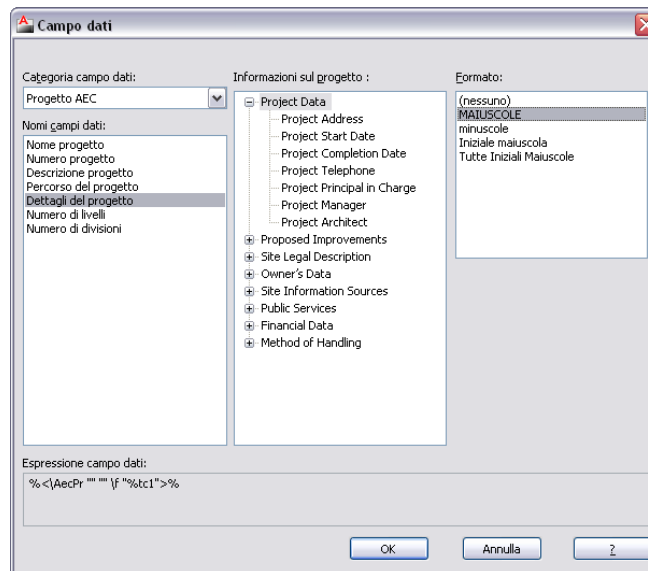 Campo dati
Categoria campo dati:
Progetto AEC
Nomi campi dati:
Nome progetto
Numero progetto
Descrizione progetto
Percorso del progetto
Dettagli del progetto
Numero di livelli
Numero di divisioni
Informazioni sul progetto :
Project Data
Project Address
Project Start Date
Project Completion Date
Project Telephone
Project Principal in Charge
Project Manager
Project Architect
Proposed Improvements
Site Legal Description
Owner's Data
Site Information Sources
Public Services
Financial Data
Method of Handling
Formato:
(nessuno)
MAIUSCOLE
minuscole
Iniziale maiuscola
Tutte Iniziali Maiuscole
Espressione campo dati:
%<\AecPr "" "" \f "%tc1">%
OK
Annulla
?